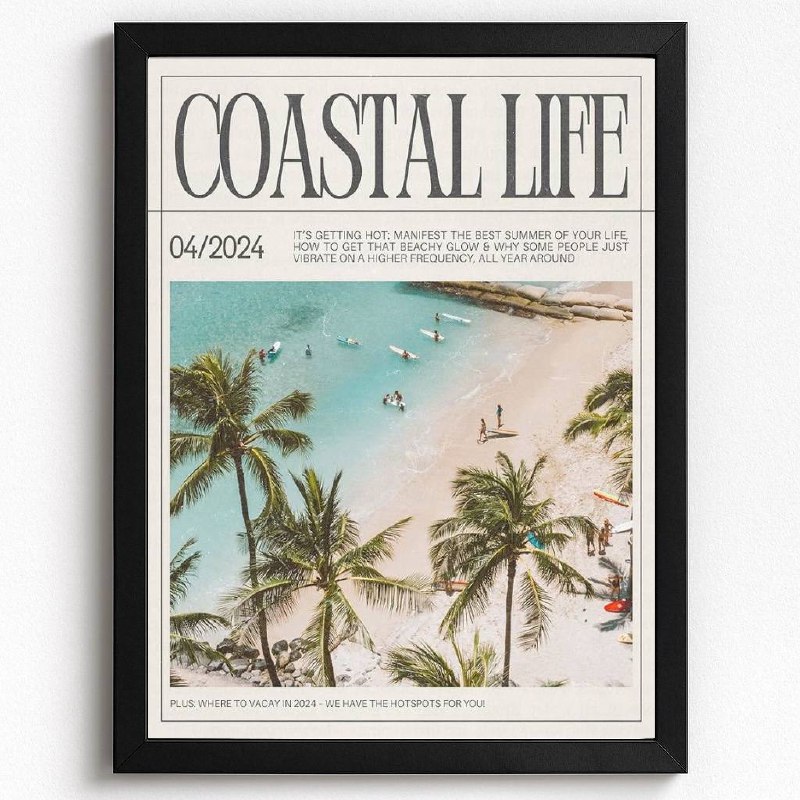 COASTAL LIFE
04/2024
IT'S GETTING HOT: MANIFEST THE BEST SUMMER OF YOUR LIFE,
HOW TO GET THAT BEACHY GLOW & WHY SOME PEOPLE JUST
VIBRATE ON A HIGHER FREQUENCY, ALL YEAR AROUND
PLUS: WHERE TO VACAY IN 2024 - WE HAVE THE HOTSPOTS FOR YOU!